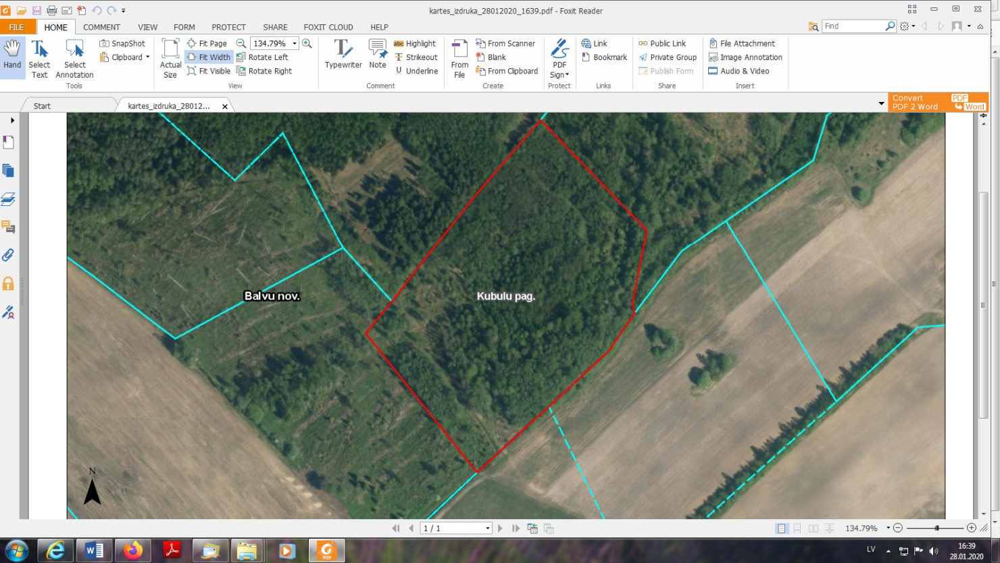 kartes_izdruka_28012020_1639.pdf - Foxit Reader
FILE HOME COMMENT VIEW FORM PROTECT SHARE FOXIT CLOUD HELP Find
Hand
Select Text
Select Annotation
SnapShot
Clipboard
Tools
Actual Size
Fit Page
Fit Width
Fit Visible
134.79%
Rotate Left
Rotate Right
View
Typewriter
Note
Highlight
Strikeout
Underline
Comment
From File
From Scanner
Blank
From Clipboard
Create
PDF Sign
Protect
Link
Bookmark
Links
Public Link
Private Group
Publish Form
Share
File Attachment
Image Annotation
Audio & Video
Insert
Start kartes_izdruka_28012...
Convert PDF
PDF 2 Word Word
Balvu nov. Kubulu pag.
N
1 / 1 134.79%
LV 16:39
28.01.2020